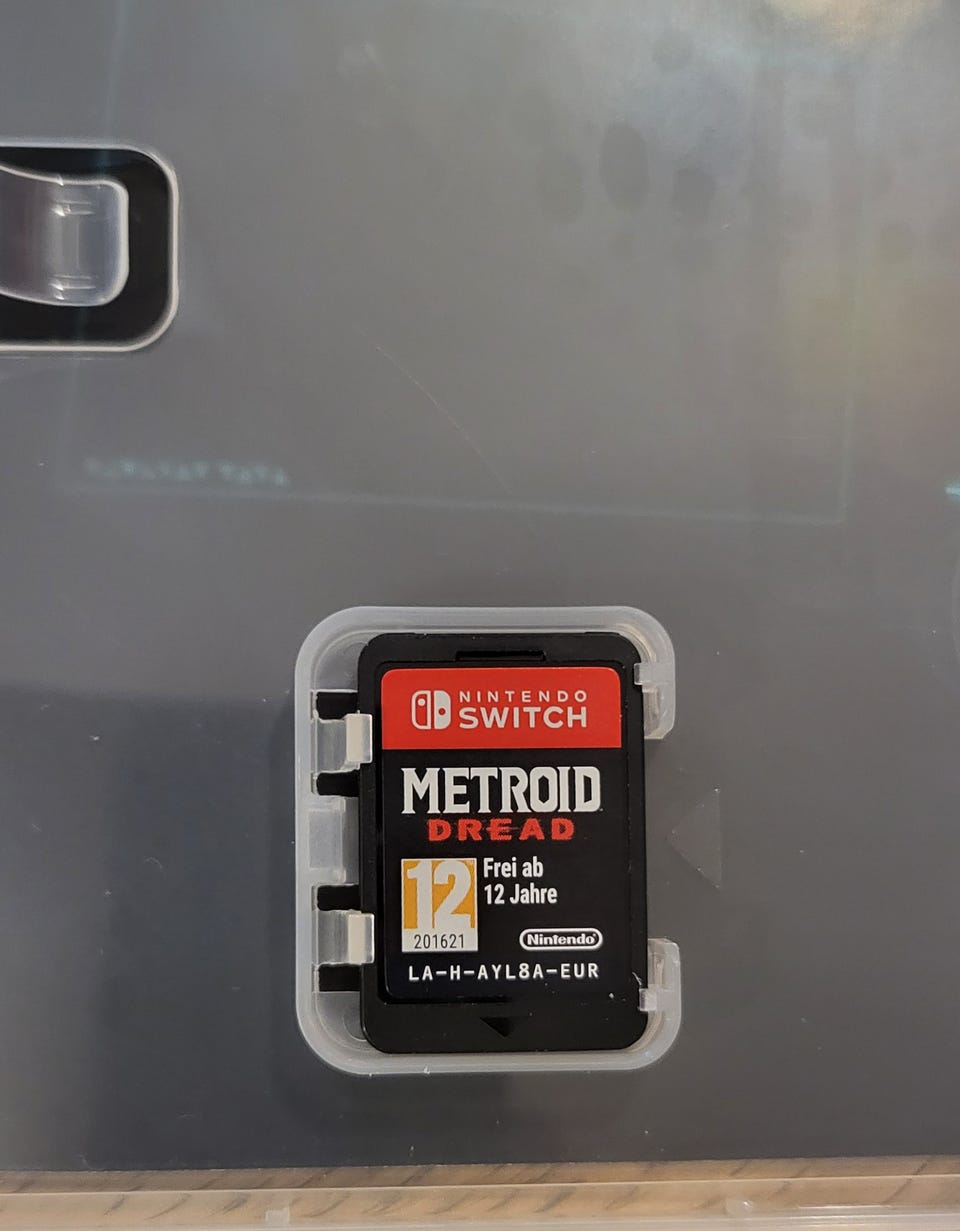 NINTENDO
SWITCH
METROID
DREAD
12
201621
Frei ab
12 Jahre
Nintendo
LA-H-AYL8A-EUR